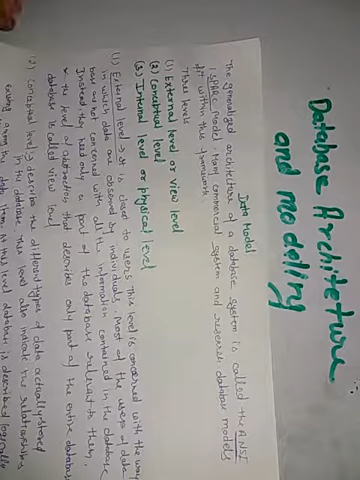 Database Architeture
and modeling
Data Model
The generalized architecture of a database system is called the ANSI
/ SPARC Model. Many commercial system and research database models
fit within this framework
Three levels
(1) External level or view level
(2) Conceptual level
(3) Internal level or physical level
(1) External level → It is closest to users. This level is concerned with the way
in which data are observed by individuals. Most of the users of data
base are not concerned with all the information contained in the database
Instead, they need only a part of the database relevant to them.
* The level of abstraction that describes only part of the entire database
database is called view level
(2) Conceptual level → describe the different types of data actually stored
in the database. This level also indicate the relationships
existing among the data items. In this level database is described logically